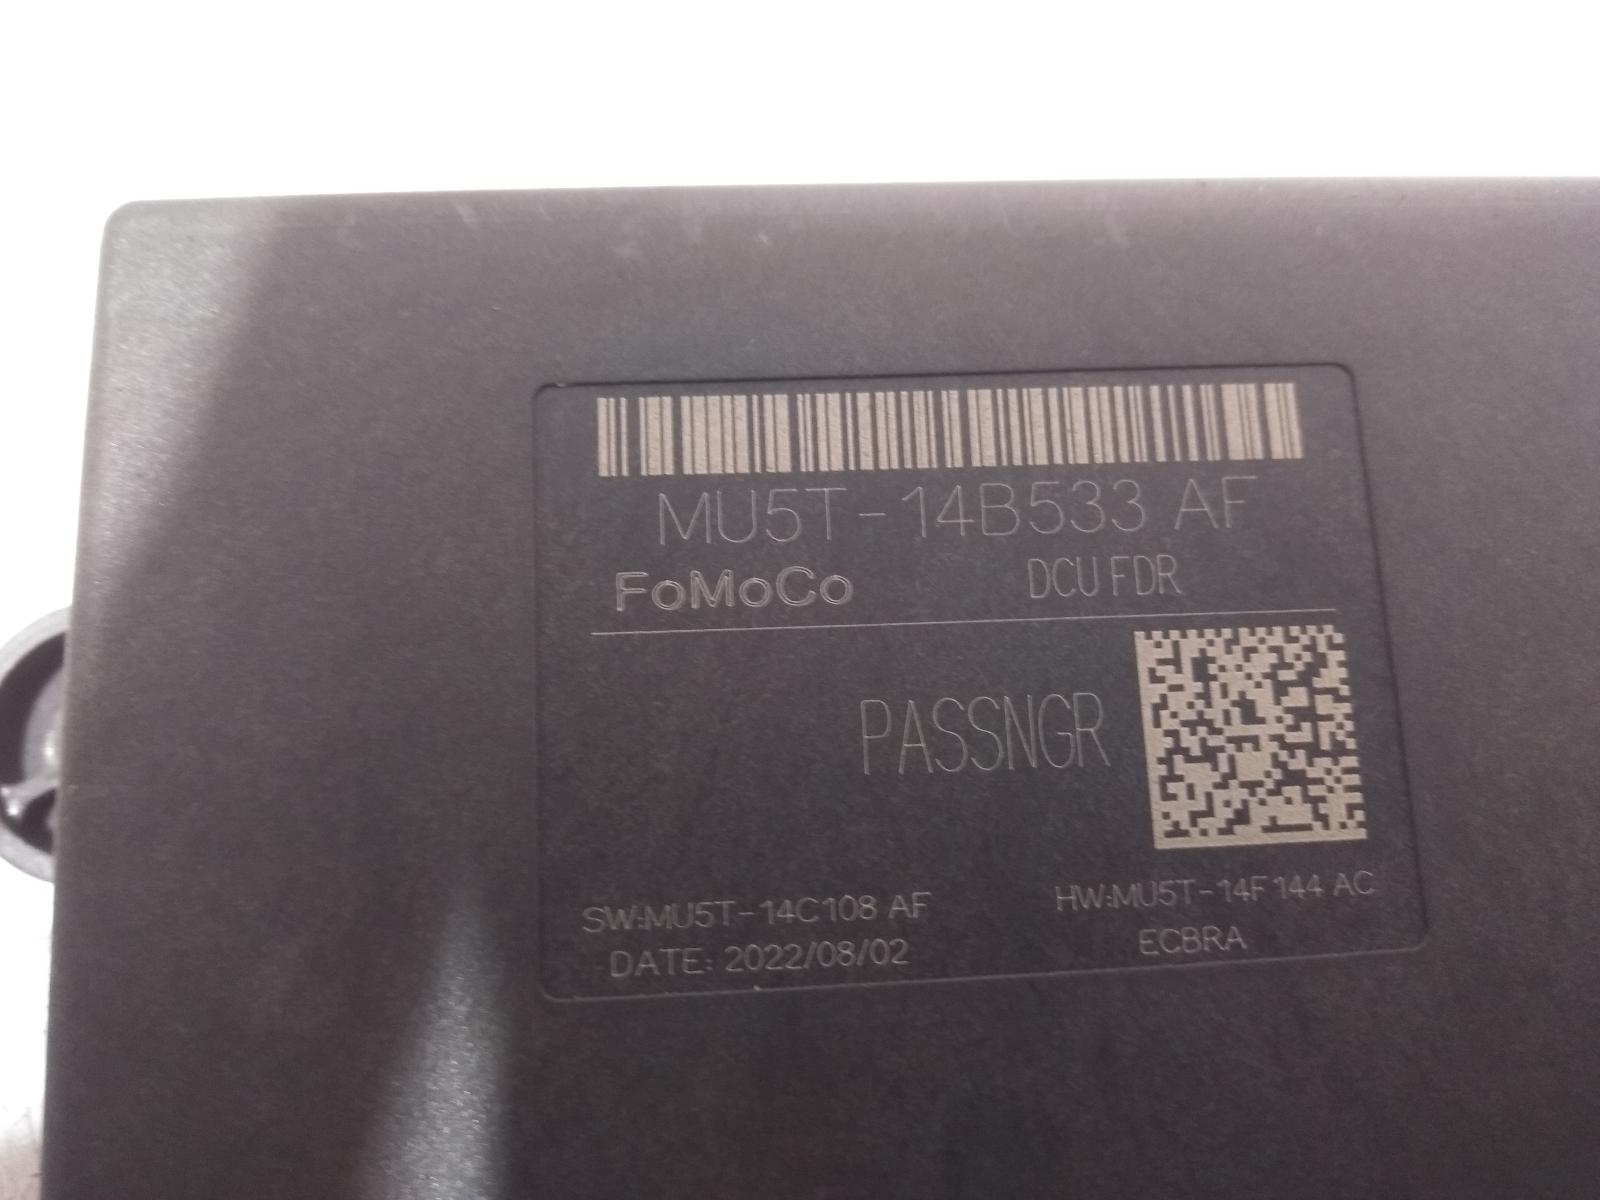 MU5T-14B533 AF
FoMoCo DCU FDR
PASSNGR
SW:MU5T-14C108 AF HW:MU5T-14F144 AC
DATE: 2022/08/02 ECBRA